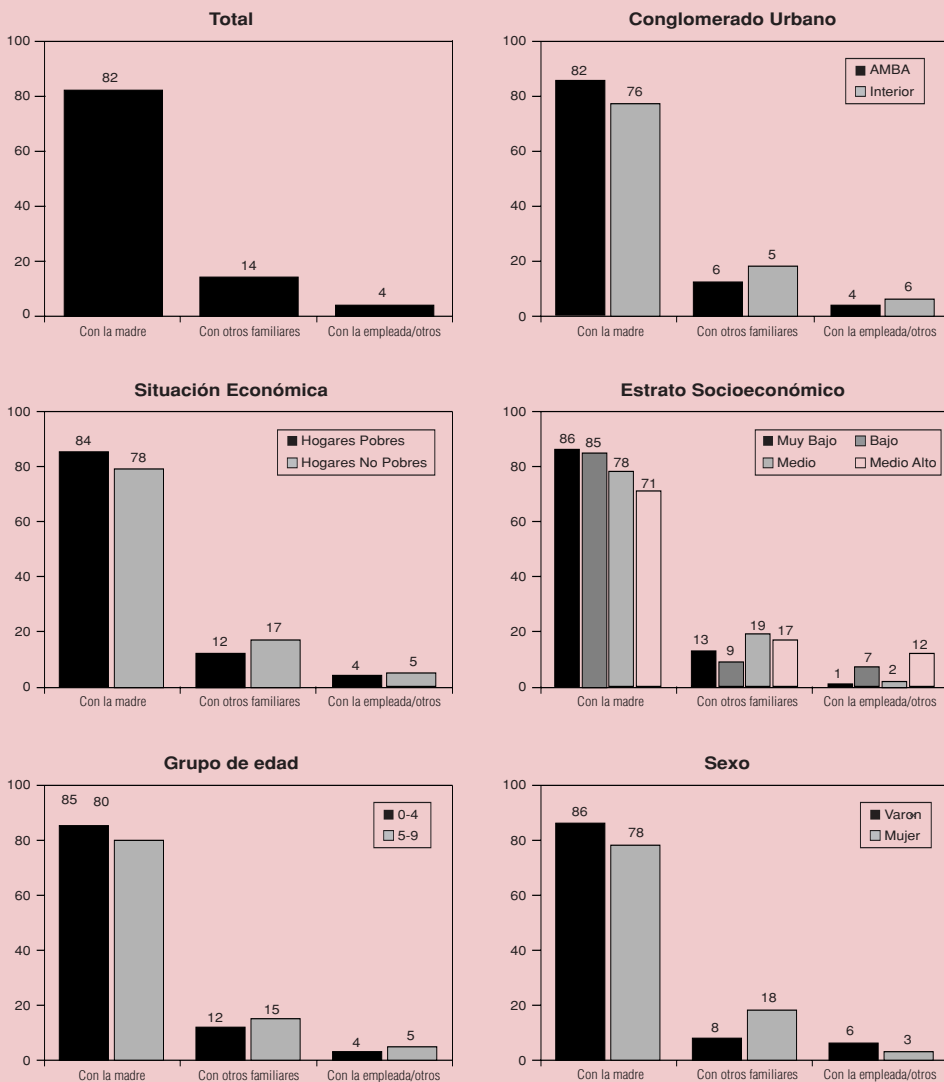 Total
100
80
60
40
20
0
82
14
4
Con la madre
Con otros familiares
Con la empleada/otros
Conglomerado Urbano
100
80
60
40
20
0
AMBA
Interior
82
76
6
5
4
6
Con la madre
Con otros familiares
Con la empleada/otros
Situación Económica
100
80
60
40
20
0
Hogares Pobres
Hogares No Pobres
84
78
12
17
4
5
Con la madre
Con otros familiares
Con la empleada/otros
Estrato Socioeconómico
100
80
60
40
20
0
Muy Bajo
Bajo
Medio
Medio Alto
86
85
78
71
13
9
19
17
1
7
2
12
Con la madre
Con otros familiares
Con la empleada/otros
Grupo de edad
100
80
60
40
20
0
0-4
5-9
85
80
12
15
4
5
Con la madre
Con otros familiares
Con la empleada/otros
Sexo
100
80
60
40
20
0
Varon
Mujer
86
78
8
18
6
3
Con la madre
Con otros familiares
Con la empleada/otros